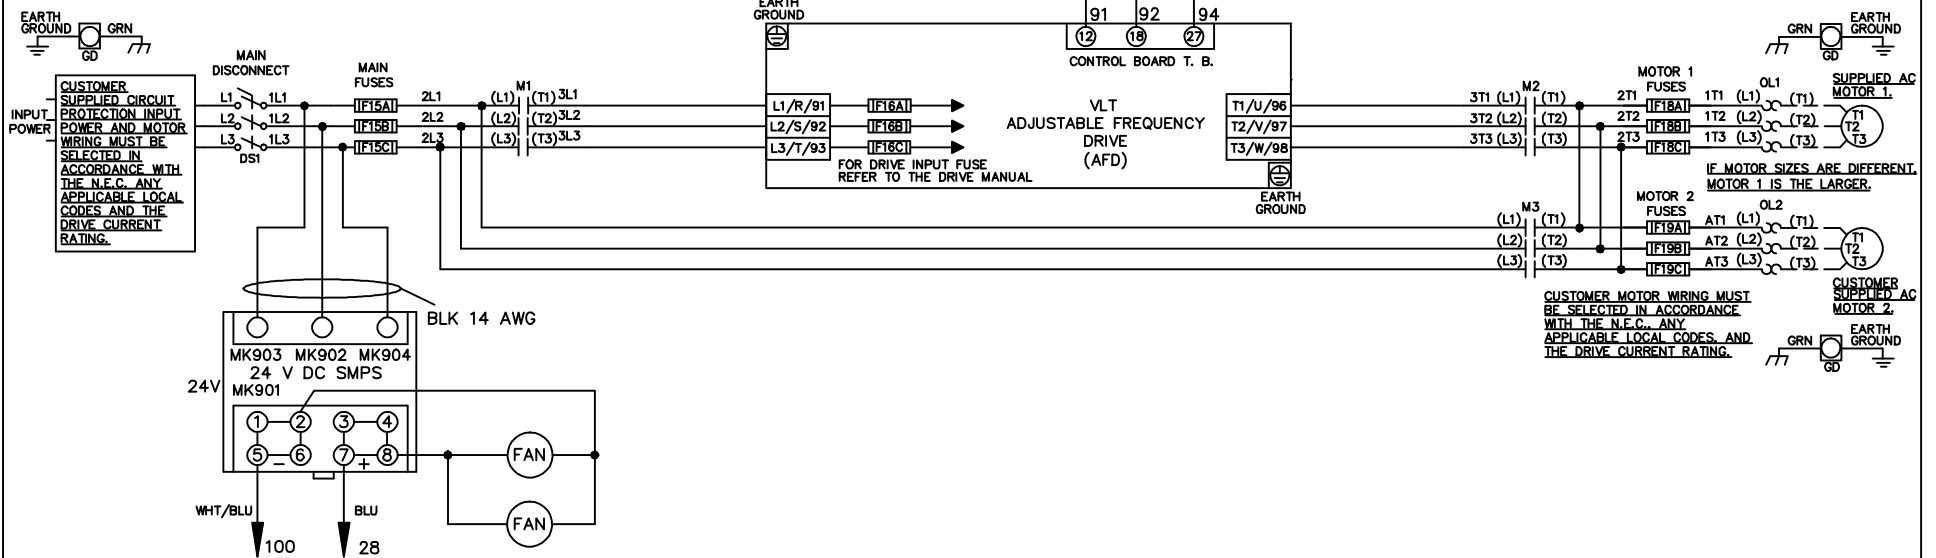 EARTH
GROUND
GRN
GD
INPUT
POWER
CUSTOMER
SUPPLIED CIRCUIT
PROTECTION INPUT
POWER AND MOTOR
WIRING MUST BE
SELECTED IN
ACCORDANCE WITH
THE N.E.C. ANY
APPLICABLE LOCAL
CODES AND THE
DRIVE CURRENT
RATING.
MAIN
DISCONNECT
L1 1L1
L2 1L2
L3 1L3
DS1
MAIN
FUSES
F15A
F15B
F15C
2L1
2L2
2L3
M1
(L1) (T1) 3L1
(L2) (T2) 3L2
(L3) (T3) 3L3
EARTH
GROUND
L1/R/91
L2/S/92
L3/T/93
F16A
F16B
F16C
FOR DRIVE INPUT FUSE
REFER TO THE DRIVE MANUAL
91 92 94
12 18 27
CONTROL BOARD T. B.
VLT
ADJUSTABLE FREQUENCY
DRIVE
(AFD)
T1/U/96
T2/V/97
T3/W/98
EARTH
GROUND
M2
3T1 (L1) (T1)
3T2 (L2) (T2)
3T3 (L3) (T3)
MOTOR 1
FUSES
2T1 F18A 1T1 (L1) (T1)
2T2 F18B 1T2 (L2) (T2)
2T3 F18C 1T3 (L3) (T3)
OL1
GRN
GD
EARTH
GROUND
SUPPLIED AC
MOTOR 1.
T1
T2
T3
IF MOTOR SIZES ARE DIFFERENT,
MOTOR 1 IS THE LARGER.
M3
(L1) (T1)
(L2) (T2)
(L3) (T3)
MOTOR 2
FUSES
F19A AT1 (L1) (T1)
F19B AT2 (L2) (T2)
F19C AT3 (L3) (T3)
OL2
T1
T2
T3
CUSTOMER
SUPPLIED AC
MOTOR 2.
CUSTOMER MOTOR WIRING MUST
BE SELECTED IN ACCORDANCE
WITH THE N.E.C., ANY
APPLICABLE LOCAL CODES, AND
THE DRIVE CURRENT RATING.
GRN
GD
EARTH
GROUND
BLK 14 AWG
MK903 MK902 MK904
24 V DC SMPS
24V
MK901
1 2 3 4
5 − 6 7 + 8
FAN
FAN
WHT/BLU
BLU
100
28